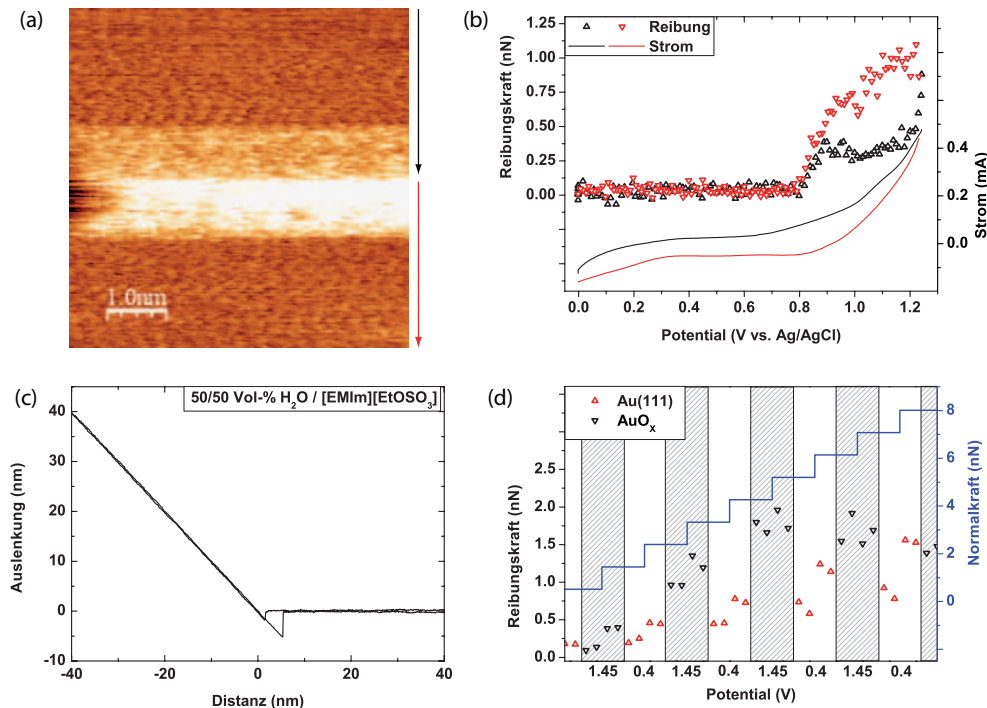 (a)
1.0nm
(b)
Reibung
Strom
Reibungskraft (nN)
1.25
1.00
0.75
0.50
0.25
0.00
0.4
0.2
0.0
Strom (mA)
0.0 0.2 0.4 0.6 0.8 1.0 1.2
Potential (V vs. Ag/AgCl)
(c)
50/50 Vol-% H₂O / [EMIm][EtOSO₃]
Auslenkung (nm)
40
30
20
10
0
-10
-40 -20 0 20 40
Distanz (nm)
(d)
Au(111)
AuOₓ
Reibungskraft (nN)
2.5
2.0
1.5
1.0
0.5
0.0
8
6
4
2
0
Normalkraft (nN)
1.45 0.4 1.45 0.4 1.45 0.4 1.45 0.4
Potential (V)